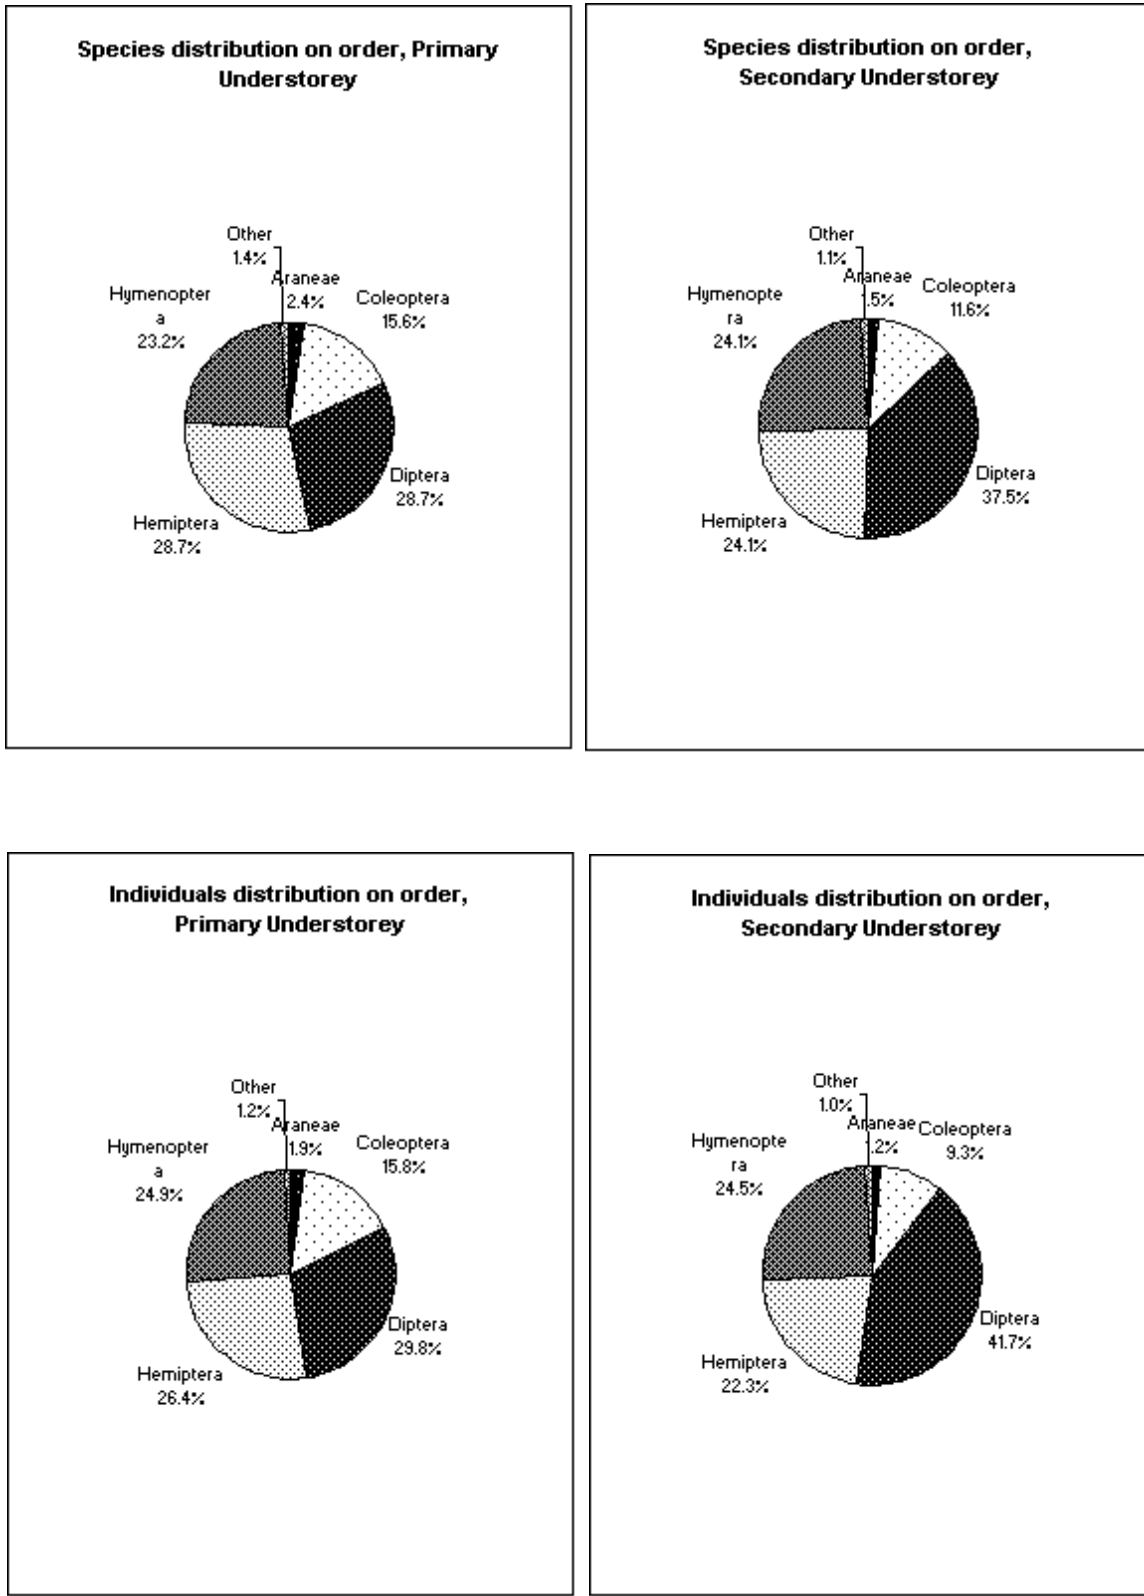 Species distribution on order, Primary
Understorey
Other
1.4%
Araneae
2.4%
Coleoptera
15.6%
Hymenopter
a
23.2%
Diptera
28.7%
Hemiptera
28.7%
Species distribution on order,
Secondary Understorey
Other
1.1%
Araneae
.5%
Coleoptera
11.6%
Hymenopte
ra
24.1%
Diptera
37.5%
Hemiptera
24.1%
Individuals distribution on order,
Primary Understorey
Other
1.2%
Araneae
1.9%
Coleoptera
15.8%
Hymenopter
a
24.9%
Diptera
29.8%
Hemiptera
26.4%
Individuals distribution on order,
Secondary Understorey
Other
1.0%
Araneae
.2%
Coleoptera
9.3%
Hymenopte
ra
24.5%
Diptera
41.7%
Hemiptera
22.3%